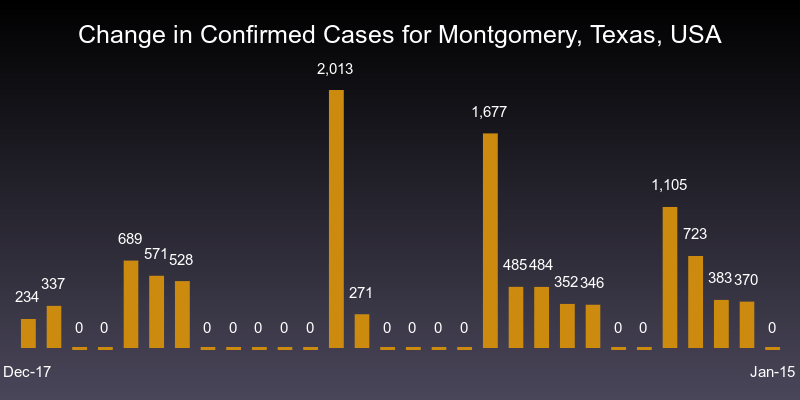 Change in Confirmed Cases for Montgomery, Texas, USA
234 337 0 0 689 571 528 0 0 0 0 0 2,013 271 0 0 0 0 1,677 485 484 352 346 0 0 1,105 723 383 370 0
Dec-17 Jan-15